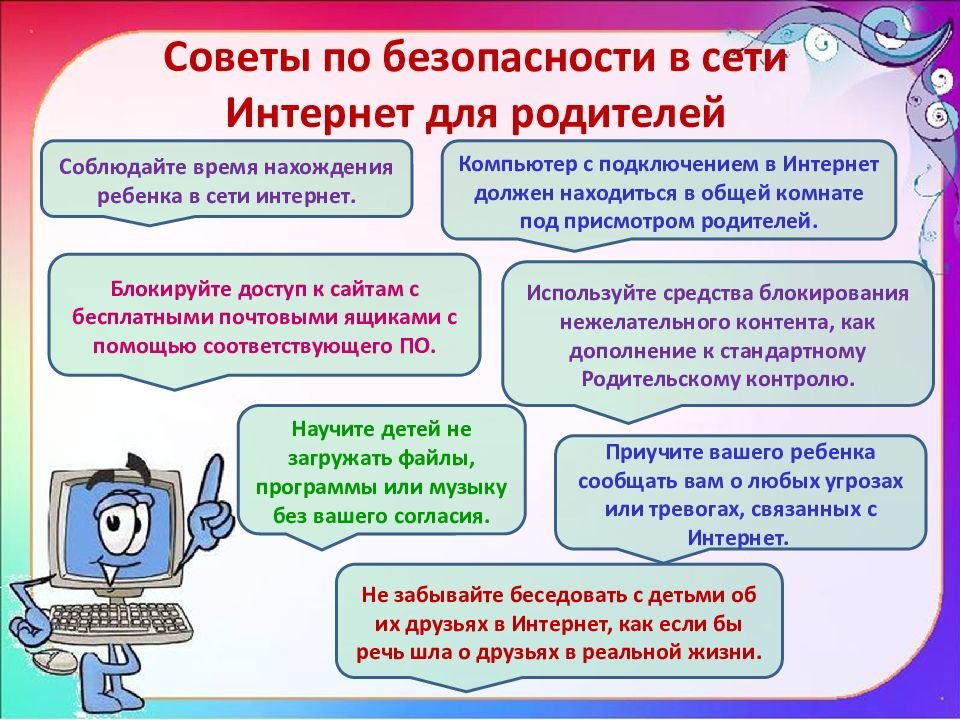 Советы по безопасности в сети
Интернет для родителей
Соблюдайте время нахождения
ребенка в сети интернет.
Компьютер с подключением в Интернет
должен находиться в общей комнате
под присмотром родителей.
Блокируйте доступ к сайтам с
бесплатными почтовыми ящиками с
помощью соответствующего ПО.
Используйте средства блокирования
нежелательного контента, как
дополнение к стандартному
Родительскому контролю.
Научите детей не
загружать файлы,
программы или музыку
без вашего согласия.
Приучите вашего ребенка
сообщать вам о любых угрозах
или тревогах, связанных с
Интернет.
Не забывайте беседовать с детьми об
их друзьях в Интернет, как если бы
речь шла о друзьях в реальной жизни.